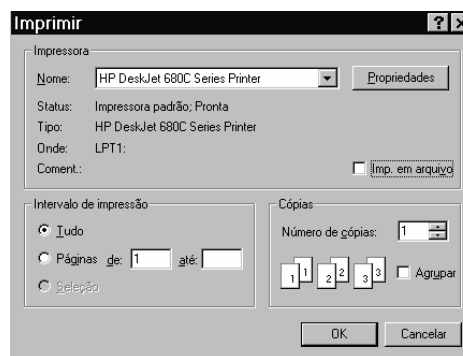 Imprimir
Impressora
Nome: HP DeskJet 680C Series Printer Propriedades
Status: Impressora padrão; Pronta
Tipo: HP DeskJet 680C Series Printer
Onde: LPT1:
Coment.: Imp. em arquivo
Intervalo de impressão
Tudo
Páginas de: 1 até:
Seleção
Cópias
Número de cópias: 1
1 1 2 2 3 3 Agrupar
OK Cancelar